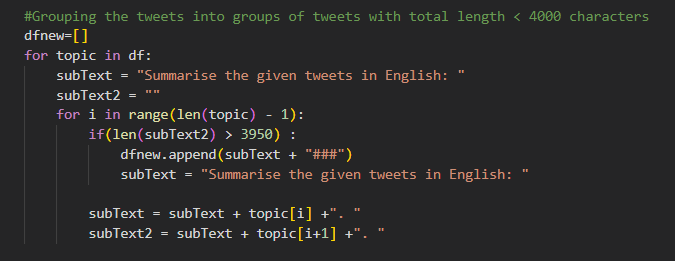 #Grouping the tweets into groups of tweets with total length < 4000 characters
dfnew=[]
for topic in df:
    subText = "Summarise the given tweets in English: "
    subText2 = ""
    for i in range(len(topic) - 1):
        if(len(subText2) > 3950) :
            dfnew.append(subText + "###")
            subText = "Summarise the given tweets in English: "

        subText = subText + topic[i] +". "
        subText2 = subText + topic[i+1] +". "